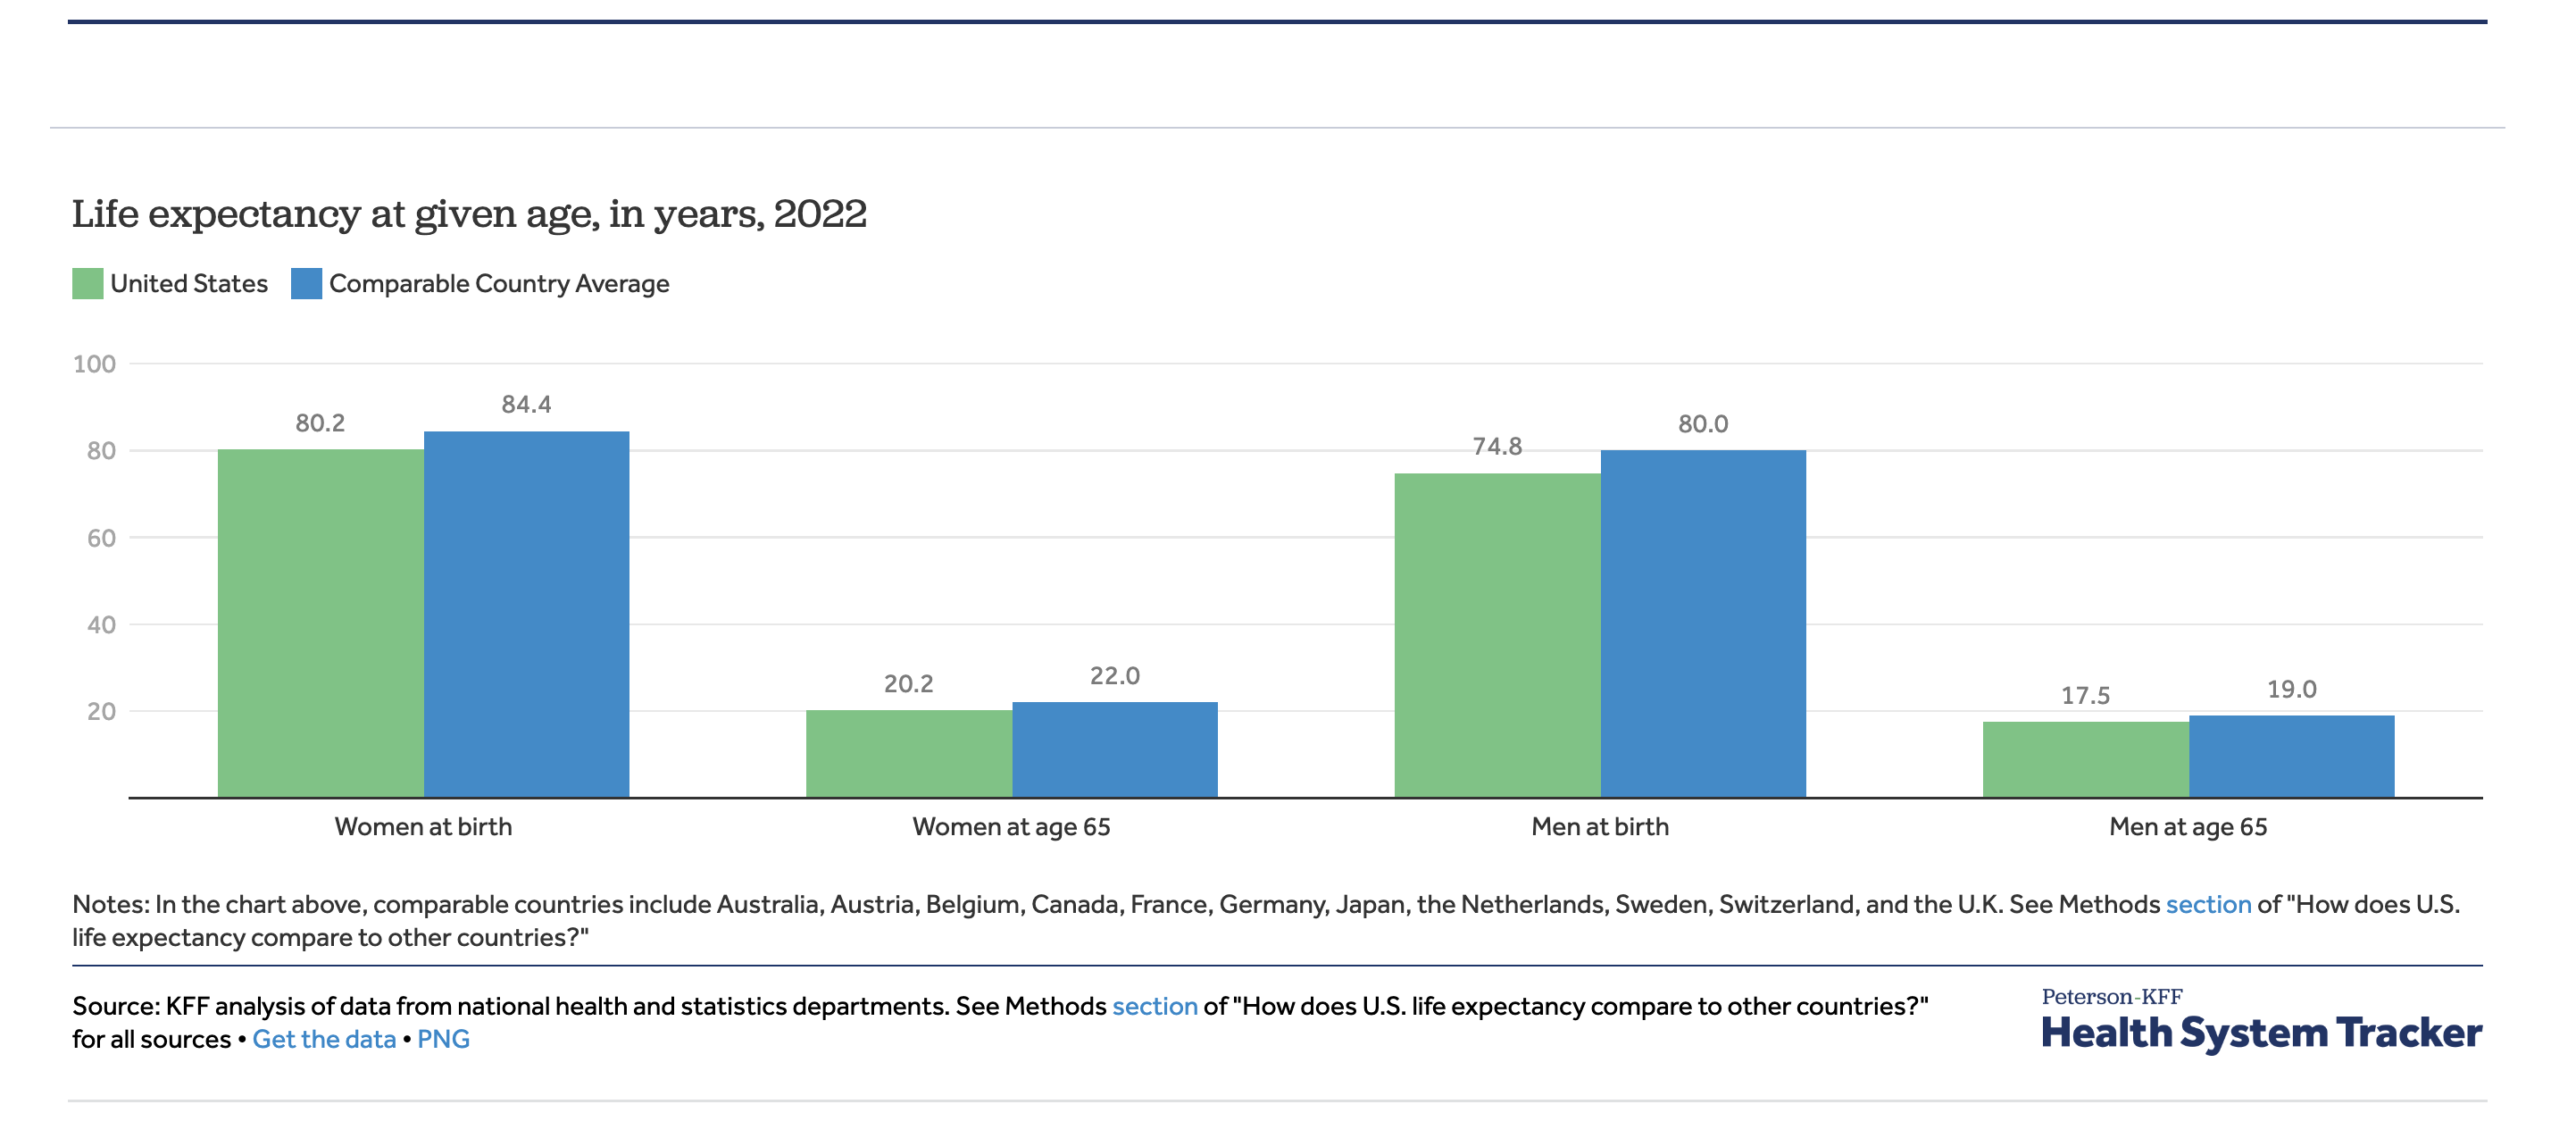 Life expectancy at given age, in years, 2022
United States Comparable Country Average
100
80
60
40
20
80.2
84.4
20.2
22.0
74.8
80.0
17.5
19.0
Women at birth
Women at age 65
Men at birth
Men at age 65
Notes: In the chart above, comparable countries include Australia, Austria, Belgium, Canada, France, Germany, Japan, the Netherlands, Sweden, Switzerland, and the U.K. See Methods section of "How does U.S.
life expectancy compare to other countries?"
Source: KFF analysis of data from national health and statistics departments. See Methods section of "How does U.S. life expectancy compare to other countries?"
for all sources • Get the data • PNG
Peterson-KFF
Health System Tracker